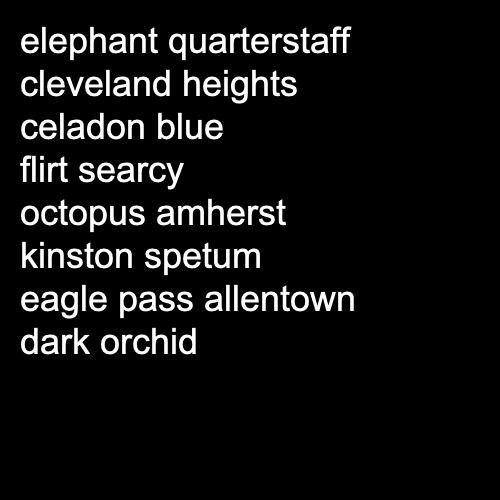 elephant quarterstaff
cleveland heights
celadon blue
flirt searcy
octopus amherst
kinston spetum
eagle pass allentown
dark orchid